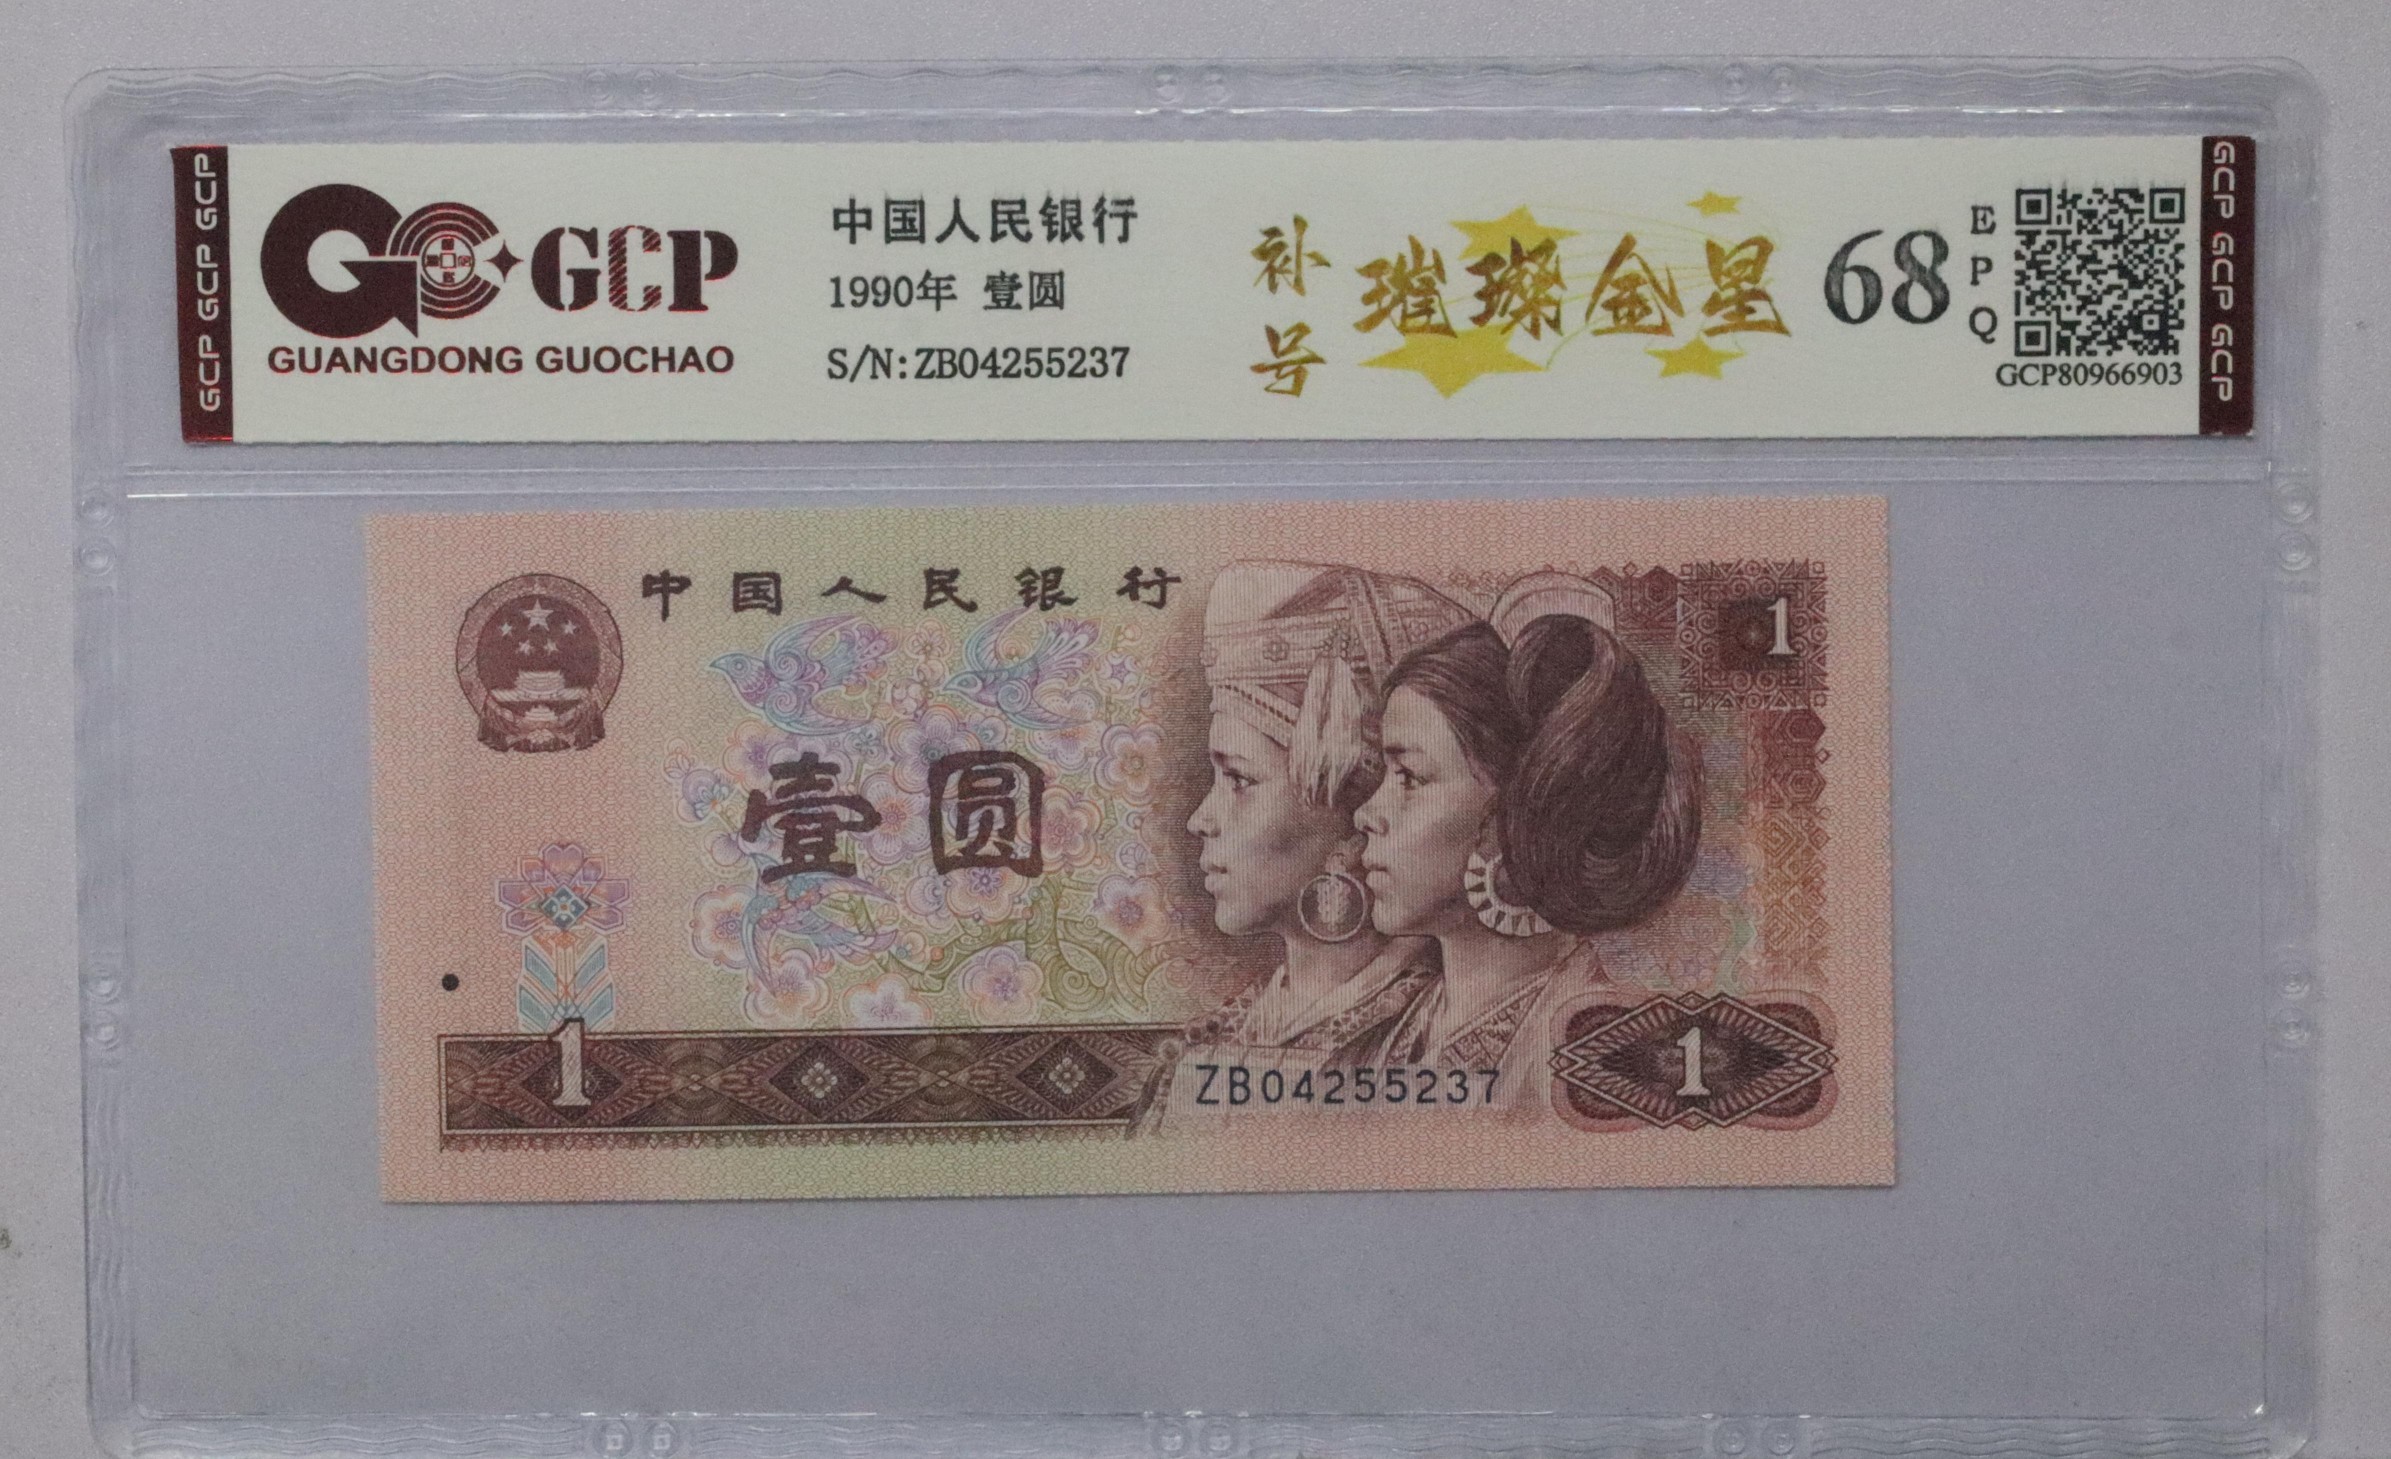 GCP GCP GCP
GCP
GUANGDONG GUOCHAO
中国人民银行
1990年 壹圆
S/N:ZB04255237
补号
璀璨金星
68
EPQ
GCP80966903
GCP GCP GCP
中国人民银行
1
壹圆
1
ZB04255237
1